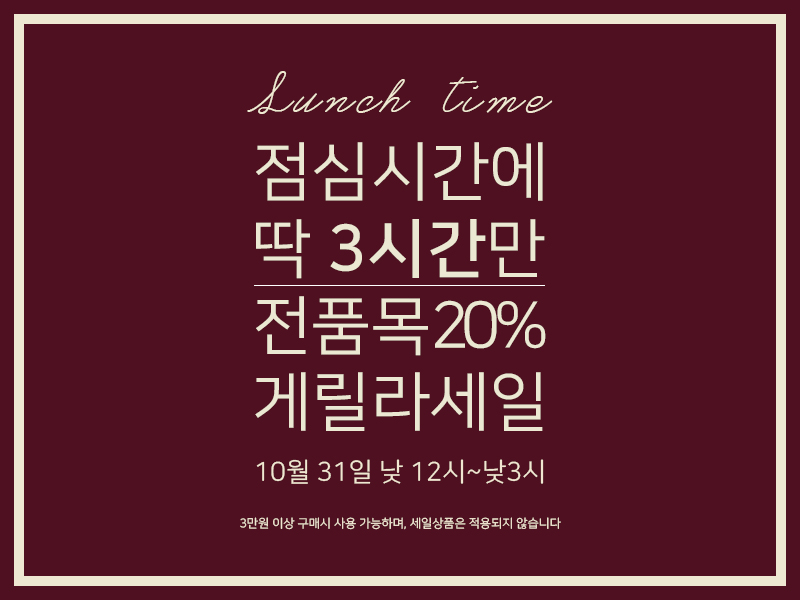 Lunch time
점심시간에
딱 3시간만
전품목20%
게릴라세일
10월 31일 낮 12시~낮3시
3만원 이상 구매시 사용 가능하며, 세일상품은 적용되지 않습니다